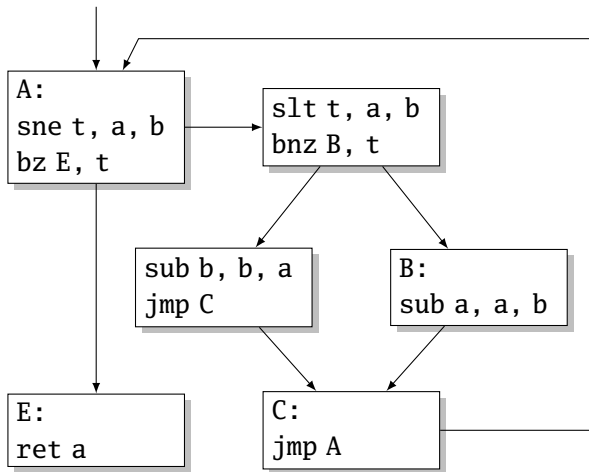 A:
sne t, a, b
bz E, t
slt t, a, b
bnz B, t
sub b, b, a
jmp C
B:
sub a, a, b
E:
ret a
C:
jmp A